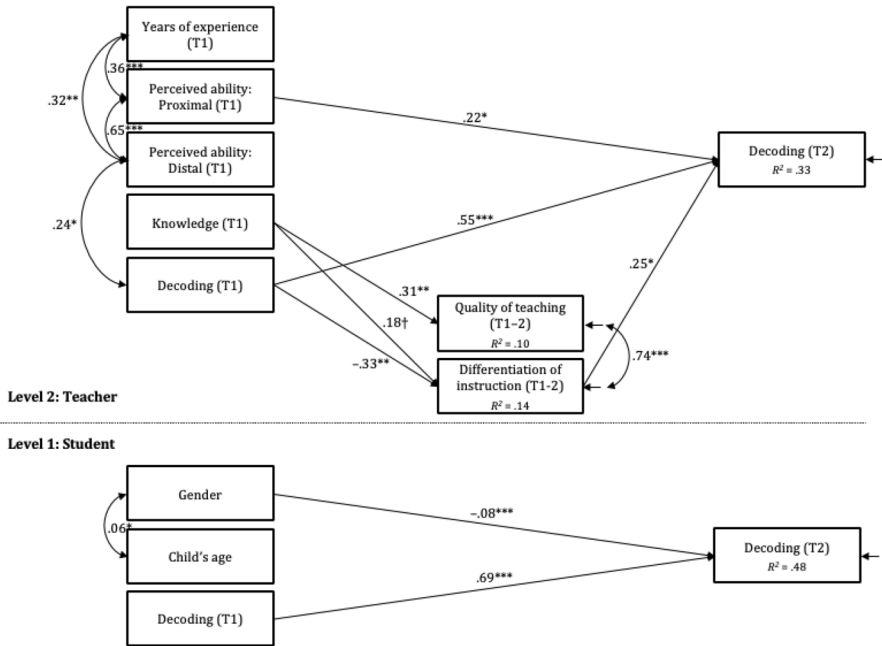 Years of experience
(T1)
.36***
Perceived ability:
Proximal (T1)
.32**
.22*
.65***
Perceived ability:
Distal (T1)
Decoding (T2)
R² = .33
Knowledge (T1)
.24*
.55***
Decoding (T1)
.25*
.31**
Quality of teaching
(T1–2)
R² = .10
.18†
.74***
–.33**
Differentiation of
instruction (T1-2)
R² = .14
Level 2: Teacher
Level 1: Student
Gender
–.08***
.06*
Child's age
Decoding (T2)
R² = .48
.69***
Decoding (T1)